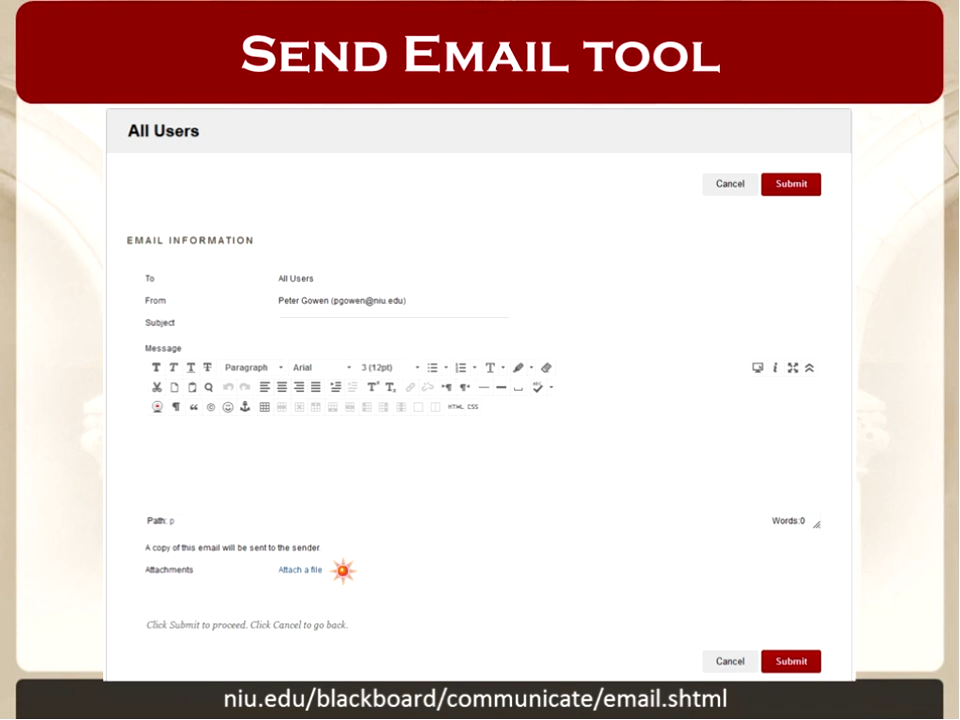 SEND EMAIL TOOL
All Users
Cancel Submit
EMAIL INFORMATION
To All Users
From Peter Gowen (pgowen@niu.edu)
Subject
Message
T T T T Paragraph Arial 3 (12pt) T i
T T
HTML CSS
Path: p Words:0
A copy of this email will be sent to the sender
Attachments Attach a file
Click Submit to proceed. Click Cancel to go back.
Cancel Submit
niu.edu/blackboard/communicate/email.shtml